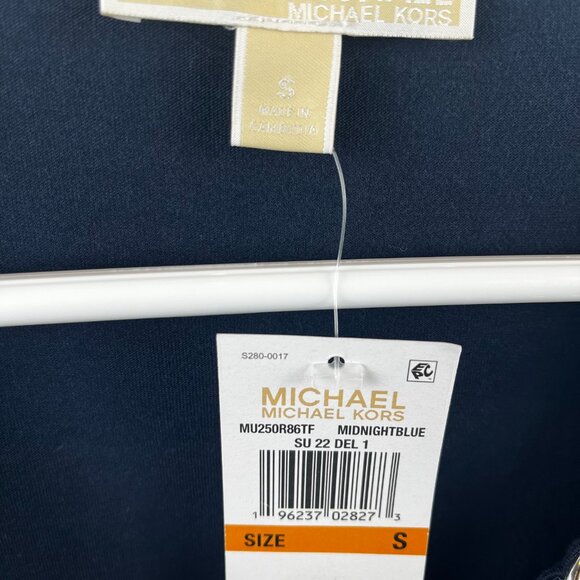 MICHAEL KORS
S
MADE IN
CAMBODIA
S280-0017
MICHAEL
MICHAEL KORS
MU250R86TF MIDNIGHTBLUE
SU 22 DEL 1
1 96237 02827 3
SIZE S